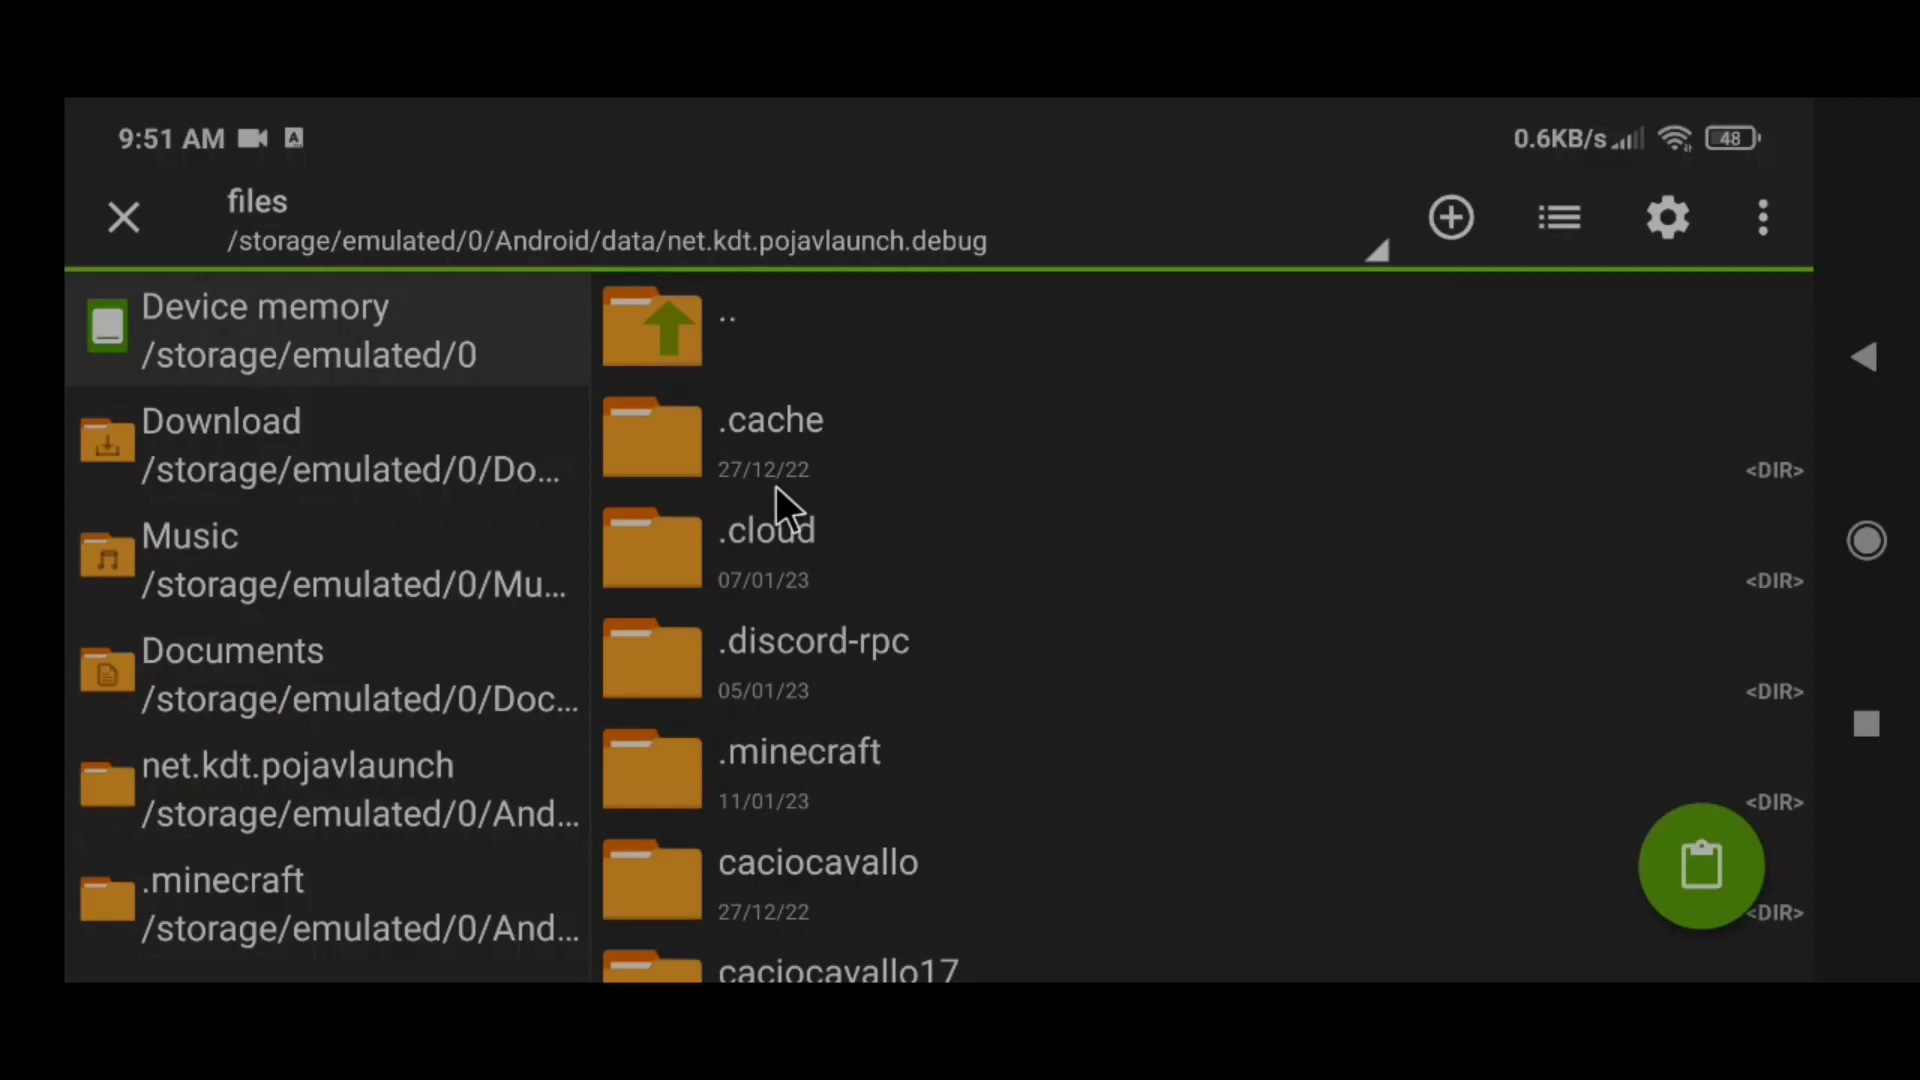 9:51 AM
0.6KB/s
48
files
/storage/emulated/0/Android/data/net.kdt.pojavlaunch.debug
Device memory
/storage/emulated/0
Download
/storage/emulated/0/Do...
Music
/storage/emulated/0/Mu...
Documents
/storage/emulated/0/Doc...
net.kdt.pojavlaunch
/storage/emulated/0/And...
.minecraft
/storage/emulated/0/And...
..
.cache
27/12/22
<DIR>
.cloud
07/01/23
<DIR>
.discord-rpc
05/01/23
<DIR>
.minecraft
11/01/23
<DIR>
caciocavallo
27/12/22
<DIR>
caciocavallo17